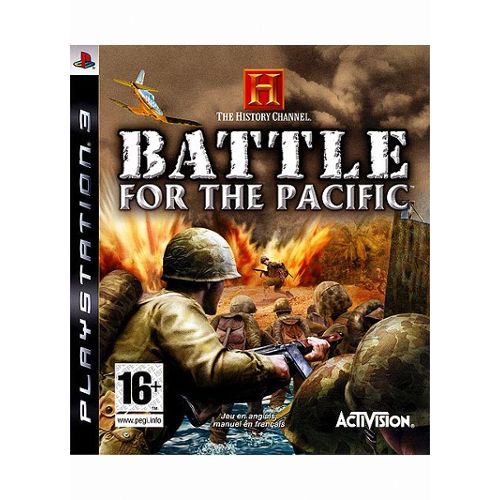 PLAYSTATION 3
H
THE HISTORY CHANNEL.
BATTLE
FOR THE PACIFIC™
16+
www.pegi.info
Jeu en anglais
manuel en français
ACTIVISION®